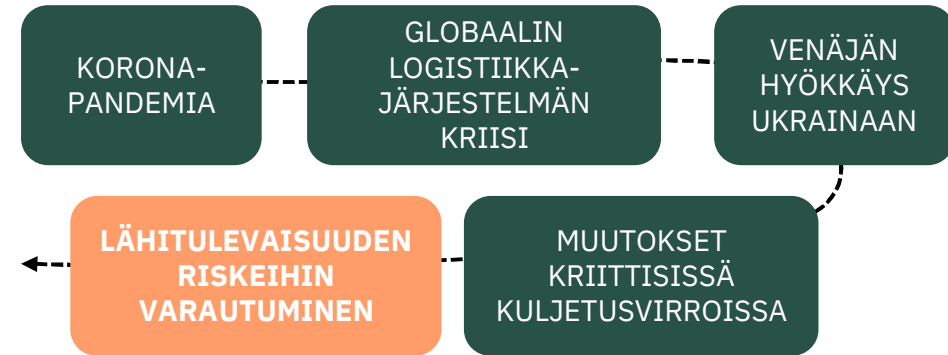 KORONA-
PANDEMIA
GLOBAALIN
LOGISTIIKKA-
JÄRJESTELMÄN
KRIISI
VENÄJÄN
HYÖKKÄYS
UKRAINAAN
MUUTOKSET
KRIITTISISSÄ
KULJETUSVIRROISSA
LÄHITULEVAISUUDEN
RISKEIHIN
VARAUTUMINEN